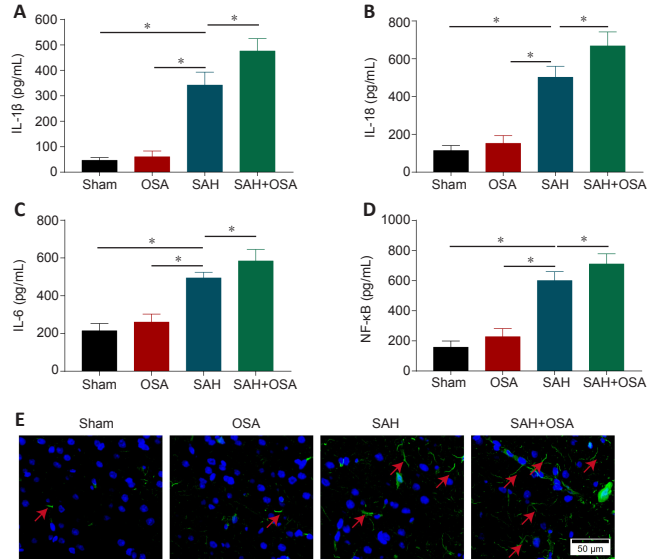 A
B
IL-1β (pg/mL)
600
500
400
300
200
100
0
*
*
*
Sham OSA SAH SAH+OSA
IL-18 (pg/mL)
800
600
400
200
0
*
*
*
Sham OSA SAH SAH+OSA
C
D
IL-6 (pg/mL)
800
600
400
200
0
*
*
*
Sham OSA SAH SAH+OSA
NF-κB (pg/mL)
1000
800
600
400
200
0
*
*
*
Sham OSA SAH SAH+OSA
E
Sham OSA SAH SAH+OSA
50 μm